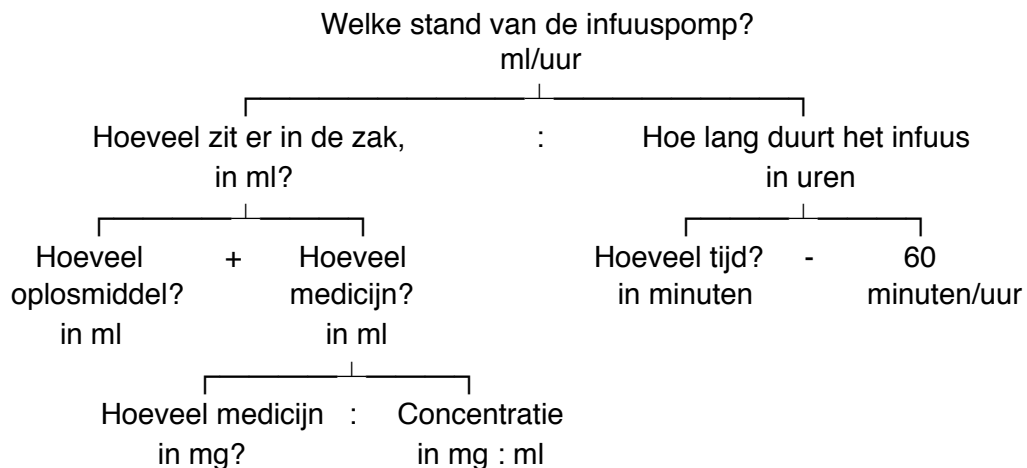 Welke stand van de infuuspomp?
ml/uur
Hoeveel zit er in de zak, : Hoe lang duurt het infuus
in ml? in uren
Hoeveel + Hoeveel Hoeveel tijd? - 60
oplosmiddel? medicijn? in minuten minuten/uur
in ml in ml
Hoeveel medicijn : Concentratie
in mg? in mg : ml